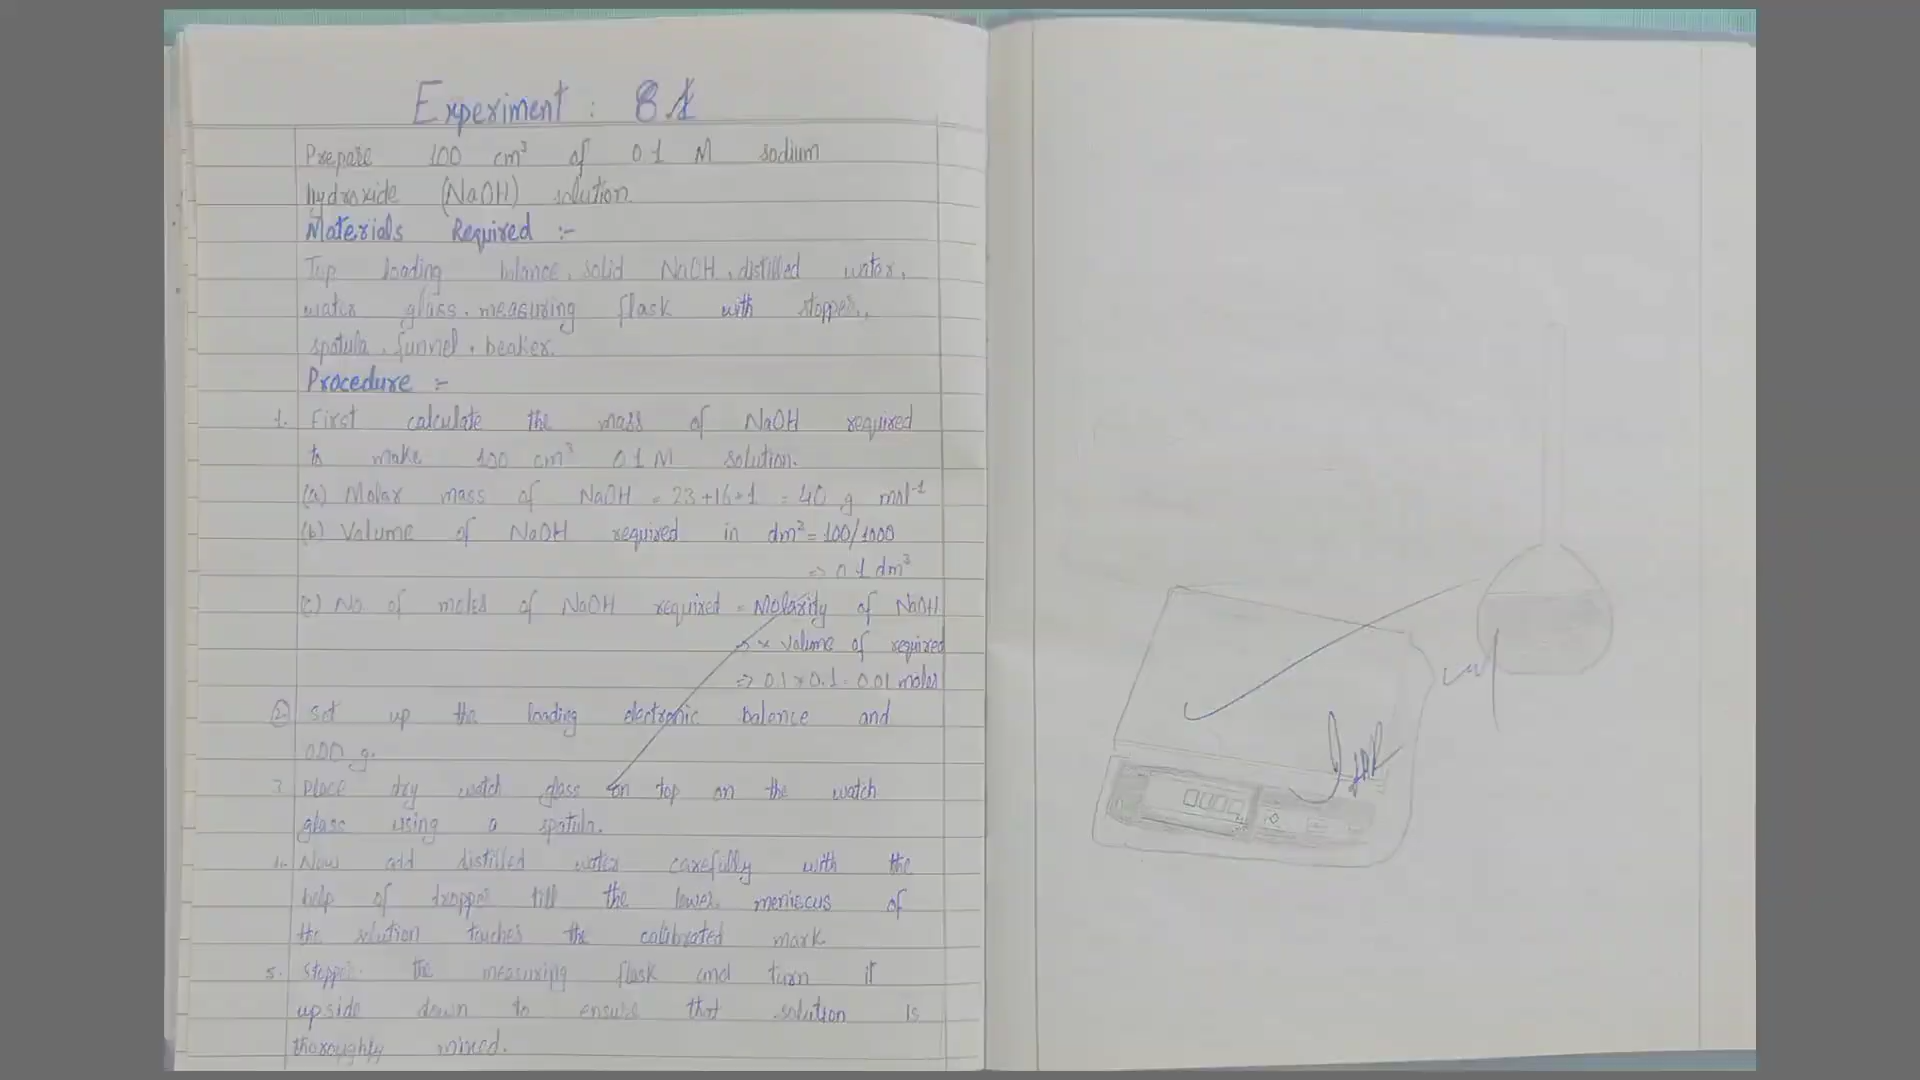 Experiment : 8.1
Prepare 100 cm³ of 0.1 M sodium
hydroxide (NaOH) solution.
Materials Required :-
Top loading balance, solid NaOH, distilled water,
water glass, measuring flask with stopper,
spatula, funnel, beaker.
Procedure :-
1. First calculate the mass of NaOH required
to make 100 cm³ 0.1 M solution.
(a) Molar mass of NaOH = 23+16+1 = 40 g mol⁻¹
(b) Volume of NaOH required in dm³ = 100/1000
=> 0.1 dm³
(c) No. of moles of NaOH required = Molarity of NaOH
x Volume of required
=> 0.1 x 0.1 = 0.01 moles
2. set up the loading electronic balance and
0.00 g.
3. Place dry watch glass on top on the watch
glass using a spatula.
4. Now add distilled water carefully with the
help of dropper till the lower meniscus of
the solution touches the calibrated mark
5. stopper the measuring flask and turn it
upside down to ensure that solution is
thoroughly mixed.